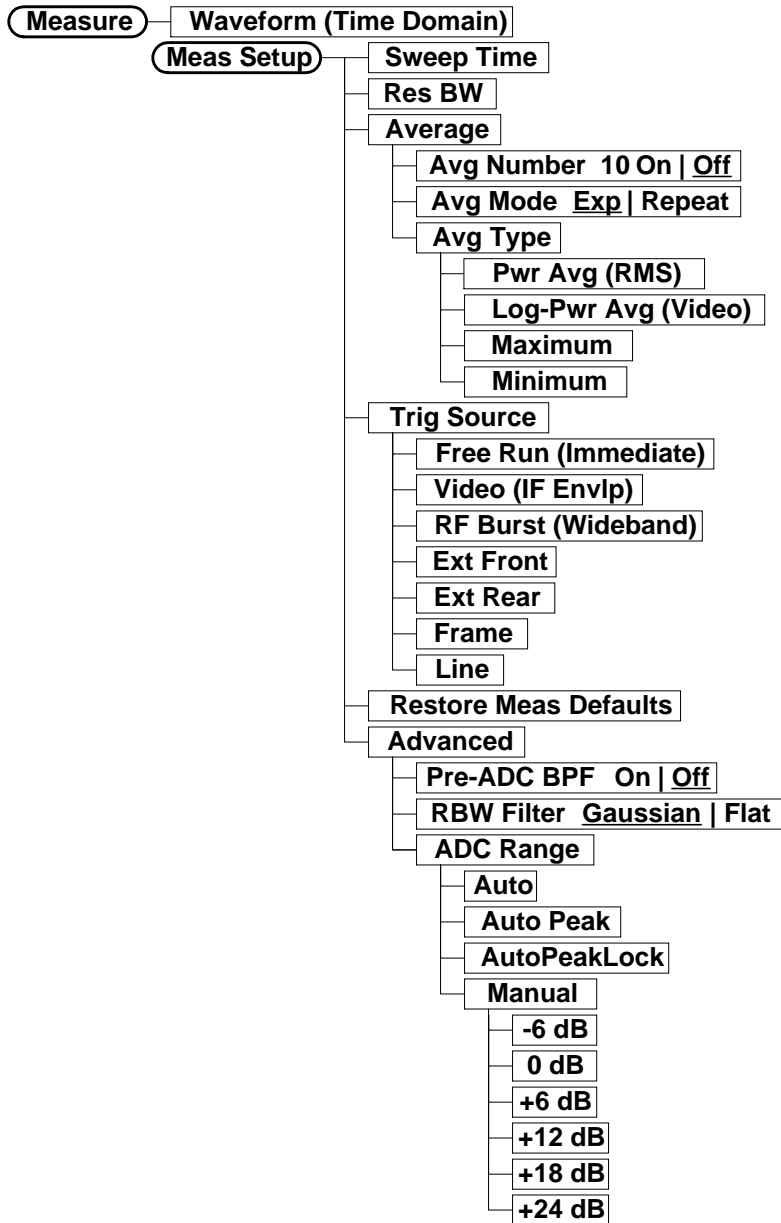 Measure Waveform (Time Domain)
Meas Setup Sweep Time
Res BW
Average
Avg Number 10 On | Off
Avg Mode Exp | Repeat
Avg Type
Pwr Avg (RMS)
Log-Pwr Avg (Video)
Maximum
Minimum
Trig Source
Free Run (Immediate)
Video (IF Envlp)
RF Burst (Wideband)
Ext Front
Ext Rear
Frame
Line
Restore Meas Defaults
Advanced
Pre-ADC BPF On | Off
RBW Filter Gaussian | Flat
ADC Range
Auto
Auto Peak
AutoPeakLock
Manual
-6 dB
0 dB
+6 dB
+12 dB
+18 dB
+24 dB